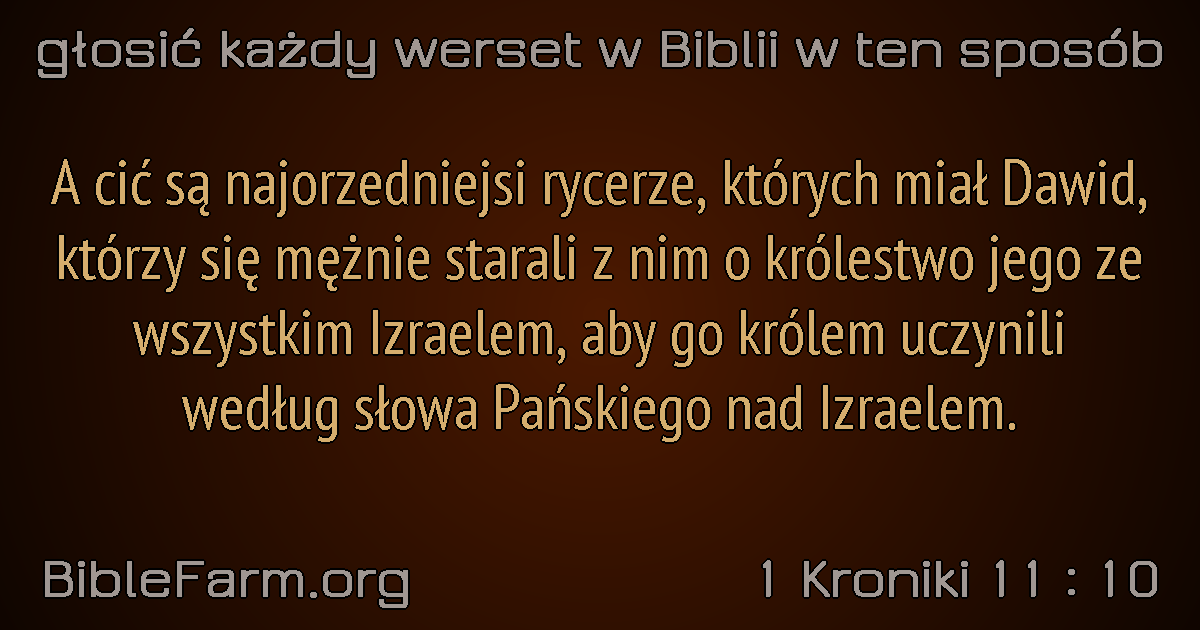 głosić każdy werset w Biblii w ten sposób
A cić są najorzedniejsi rycerze, których miał Dawid,
którzy się mężnie starali z nim o królestwo jego ze
wszystkim Izraelem, aby go królem uczynili
według słowa Pańskiego nad Izraelem.
BibleFarm.org
1 Kroniki 11 : 10